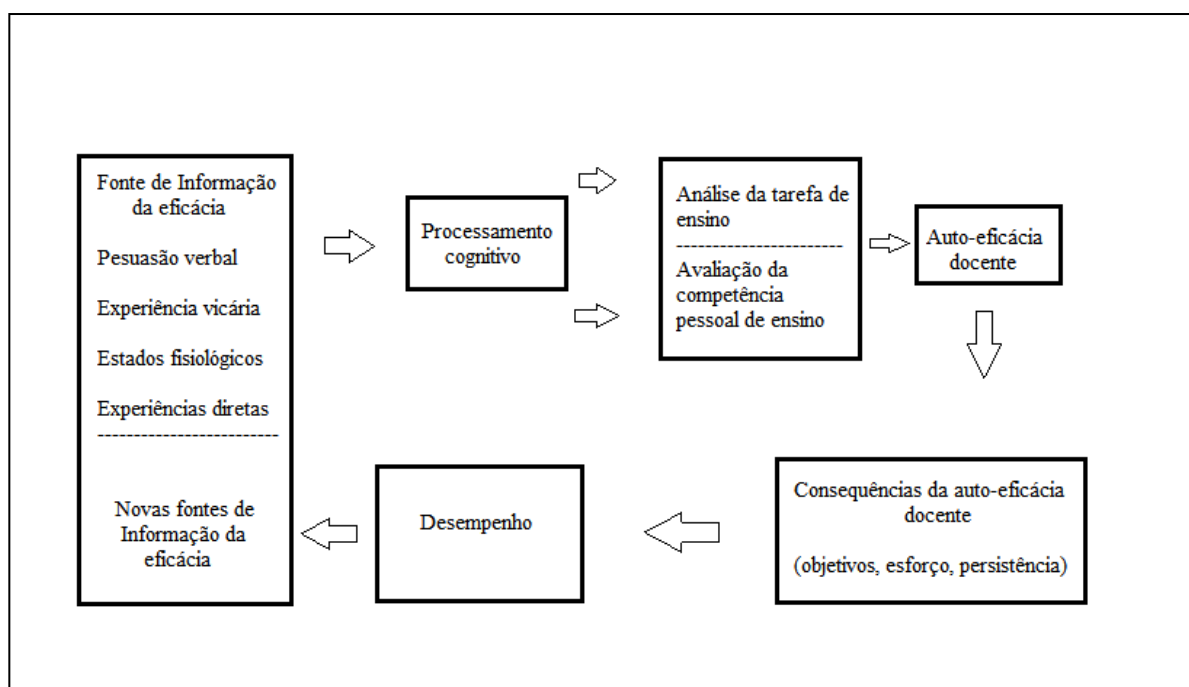 Fonte de Informação
da eficácia
Pesuasão verbal
Experiência vicária
Estados fisiológicos
Experiências diretas
-------------------------
Novas fontes de
Informação da
eficácia
Processamento
cognitivo
Análise da tarefa de
ensino
-----------------------
Avaliação da
competência
pessoal de ensino
Auto-eficácia
docente
Consequências da auto-eficácia
docente
(objetivos, esforço, persistência)
Desempenho